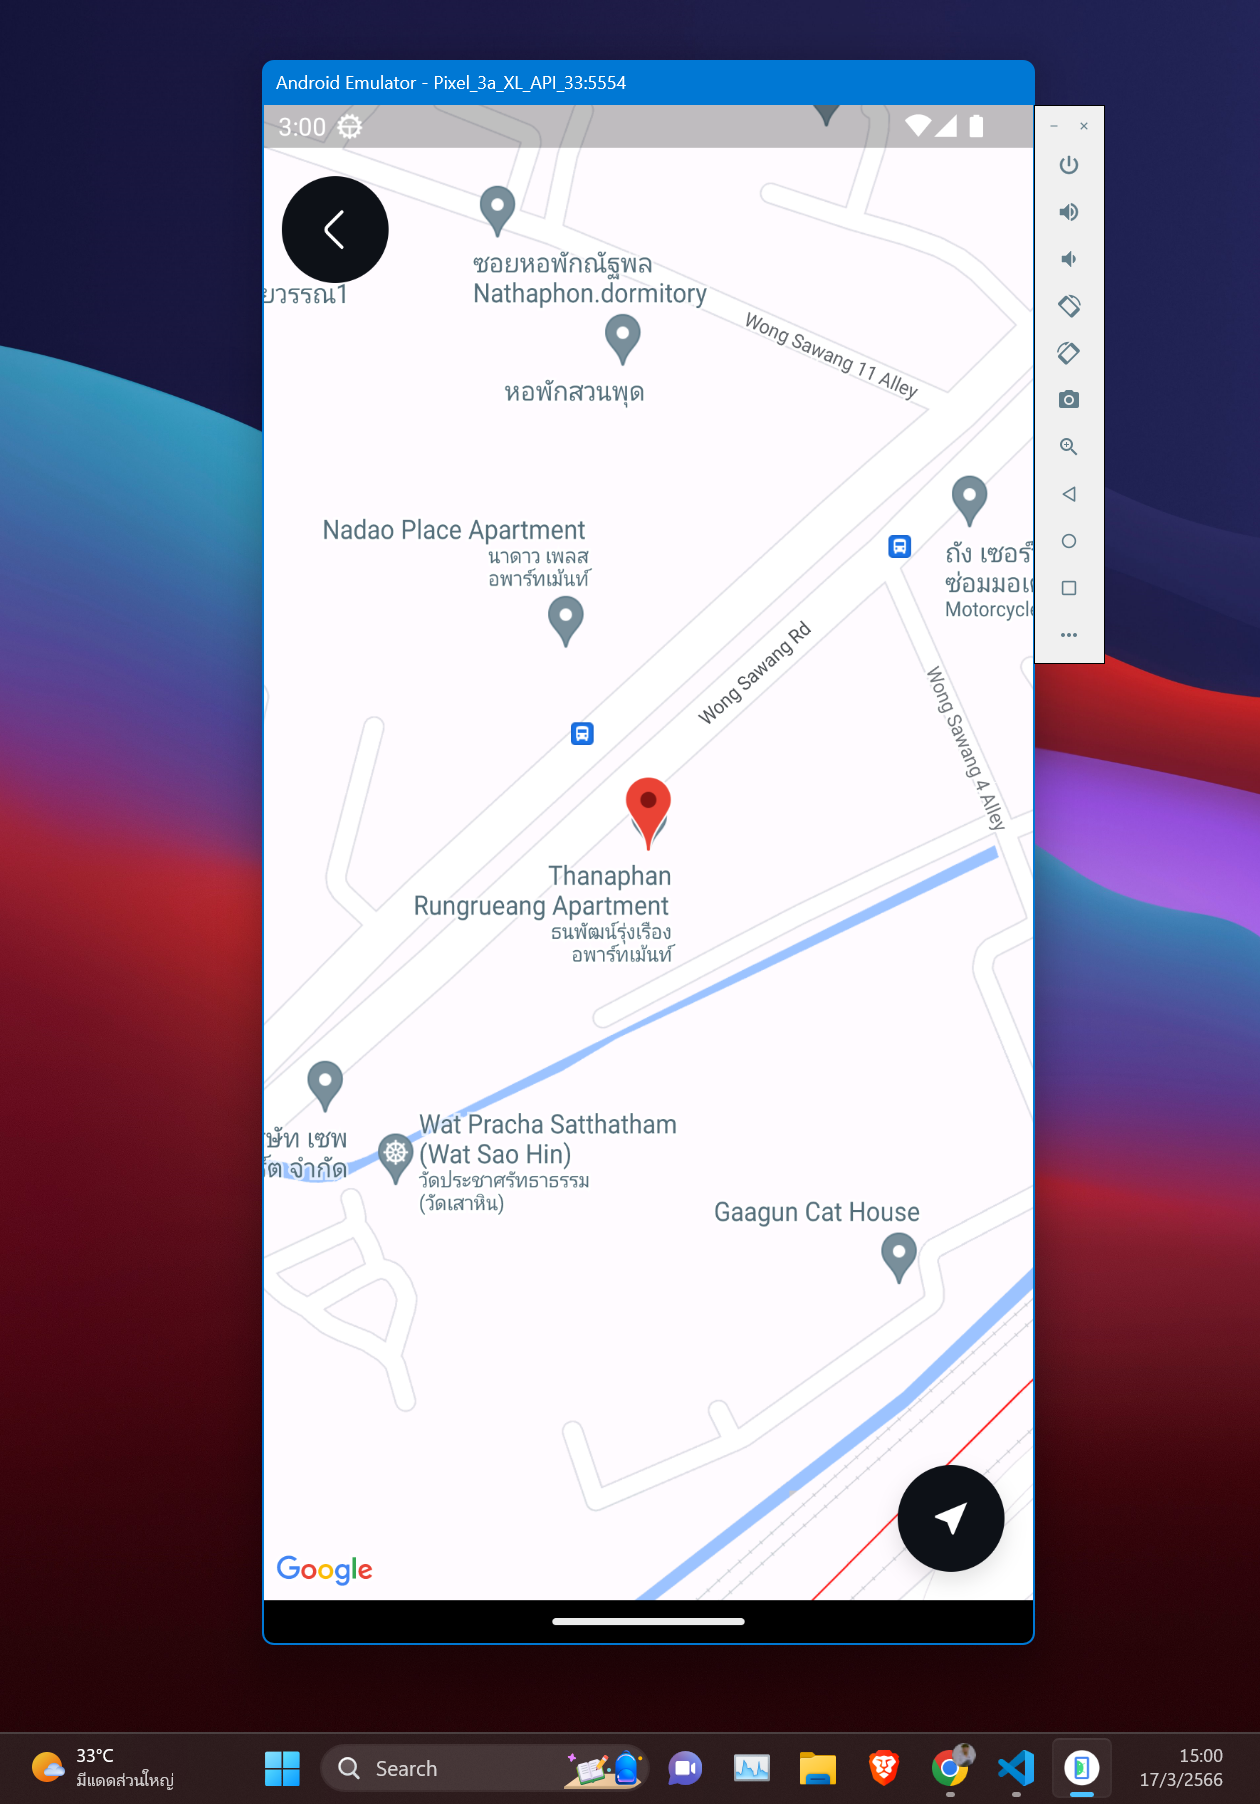 Android Emulator - Pixel_3a_XL_API_33:5554
3:00
ซอยหอพักณัฐพล
Nathaphon.dormitory
ยวรรณ1
Wong Sawang 11 Alley
หอพักสวนพุด
Nadao Place Apartment
นาดาว เพลส
อพาร์ทเม้นท์
ถัง เซอร์
ซ่อมมอเ
Motorcycle
Wong Sawang Rd
Wong Sawang 4 Alley
Thanaphan
Rungrueang Apartment
ธนพัฒน์รุ่งเรือง
อพาร์ทเม้นท์
Wat Pracha Satthatham
(Wat Sao Hin)
วัดประชาศรัทธาธรรม
(วัดเสาหิน)
ษัท เซฟ
ร์ต จำกัด
Gaagun Cat House
Google
33°C
มีแดดส่วนใหญ่
Search
15:00
17/3/2566